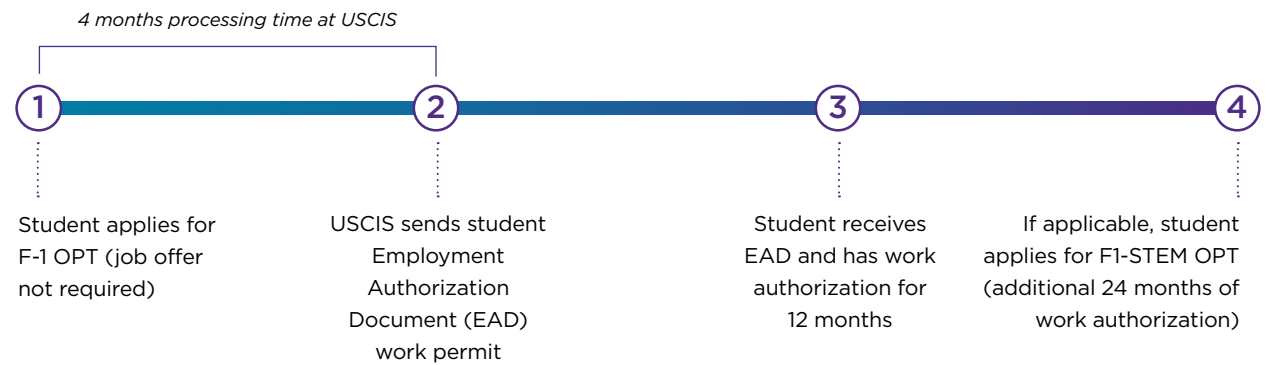 4 months processing time at USCIS
1
2
3
4
Student applies for
F-1 OPT (job offer
not required)
USCIS sends student
Employment
Authorization
Document (EAD)
work permit
Student receives
EAD and has work
authorization for
12 months
If applicable, student
applies for F1-STEM OPT
(additional 24 months of
work authorization)